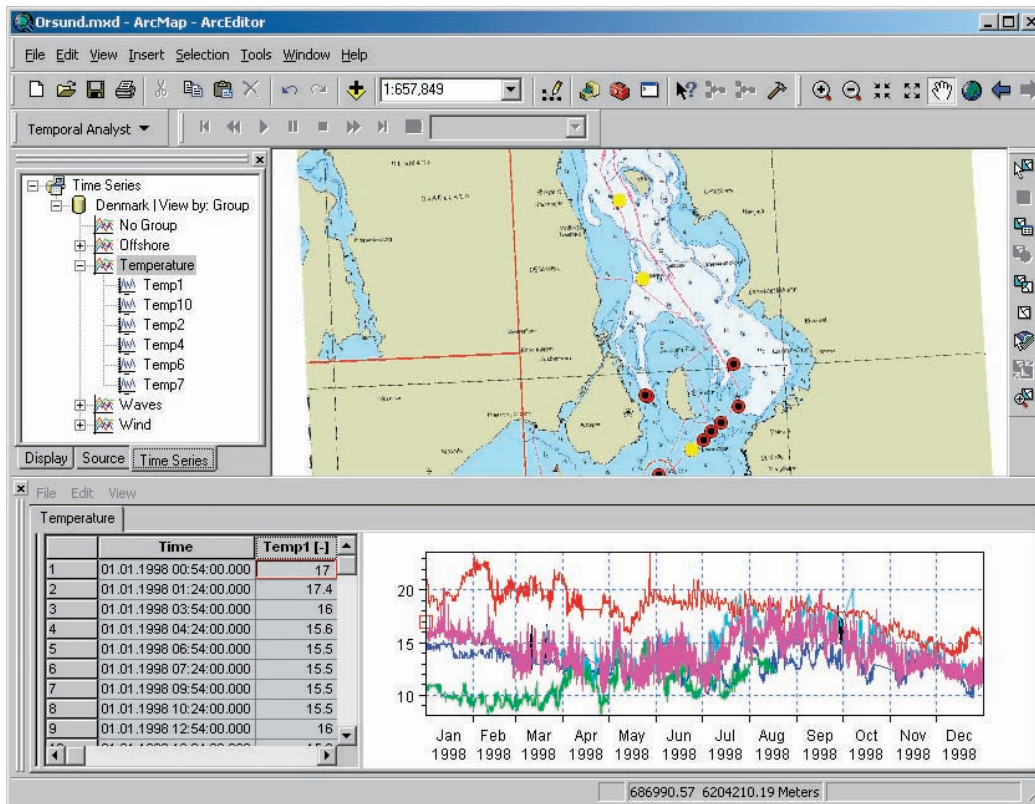 Orsund.mxd - ArcMap - ArcEditor
File Edit View Insert Selection Tools Window Help
1:657,849
Temporal Analyst
Time Series
Denmark | View by: Group
No Group
Offshore
Temperature
Temp1
Temp10
Temp2
Temp4
Temp6
Temp7
Waves
Wind
Display Source Time Series
File Edit View
Temperature
Time Temp1 [-]
1 01.01.1998 00:54:00.000 17
2 01.01.1998 01:24:00.000 17.4
3 01.01.1998 03:54:00.000 16
4 01.01.1998 04:24:00.000 15.6
5 01.01.1998 06:54:00.000 15.5
6 01.01.1998 07:24:00.000 15.5
7 01.01.1998 09:54:00.000 15.5
8 01.01.1998 10:24:00.000 15.5
9 01.01.1998 12:54:00.000 16
20
15
10
Jan Feb Mar Apr May Jun Jul Aug Sep Oct Nov Dec
1998 1998 1998 1998 1998 1998 1998 1998 1998 1998 1998 1998
686990.57 6204210.19 Meters